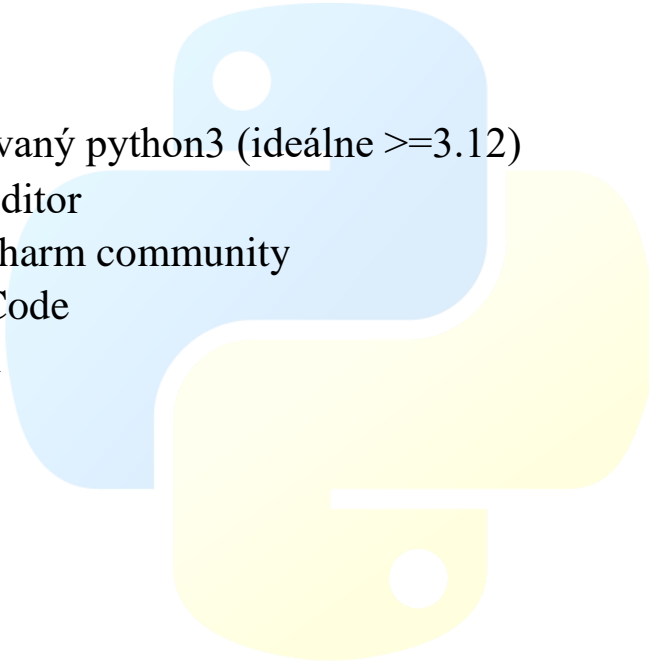 vaný python3 (ideálne >=3.12)
ditor
harm community
Code